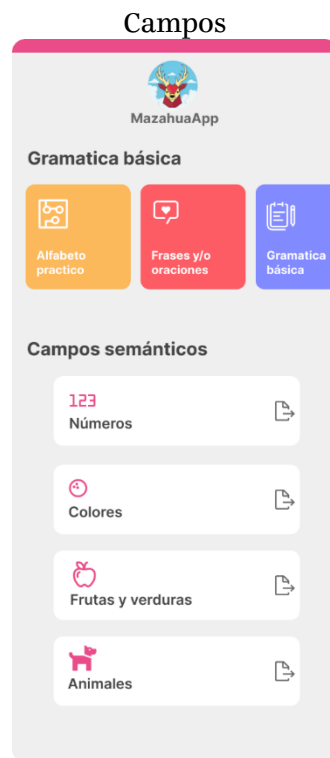 Campos
MazahuaApp
Gramatica básica
Alfabeto
practico
Frases y/o
oraciones
Gramatica
básica
Campos semánticos
123
Números
Colores
Frutas y verduras
Animales